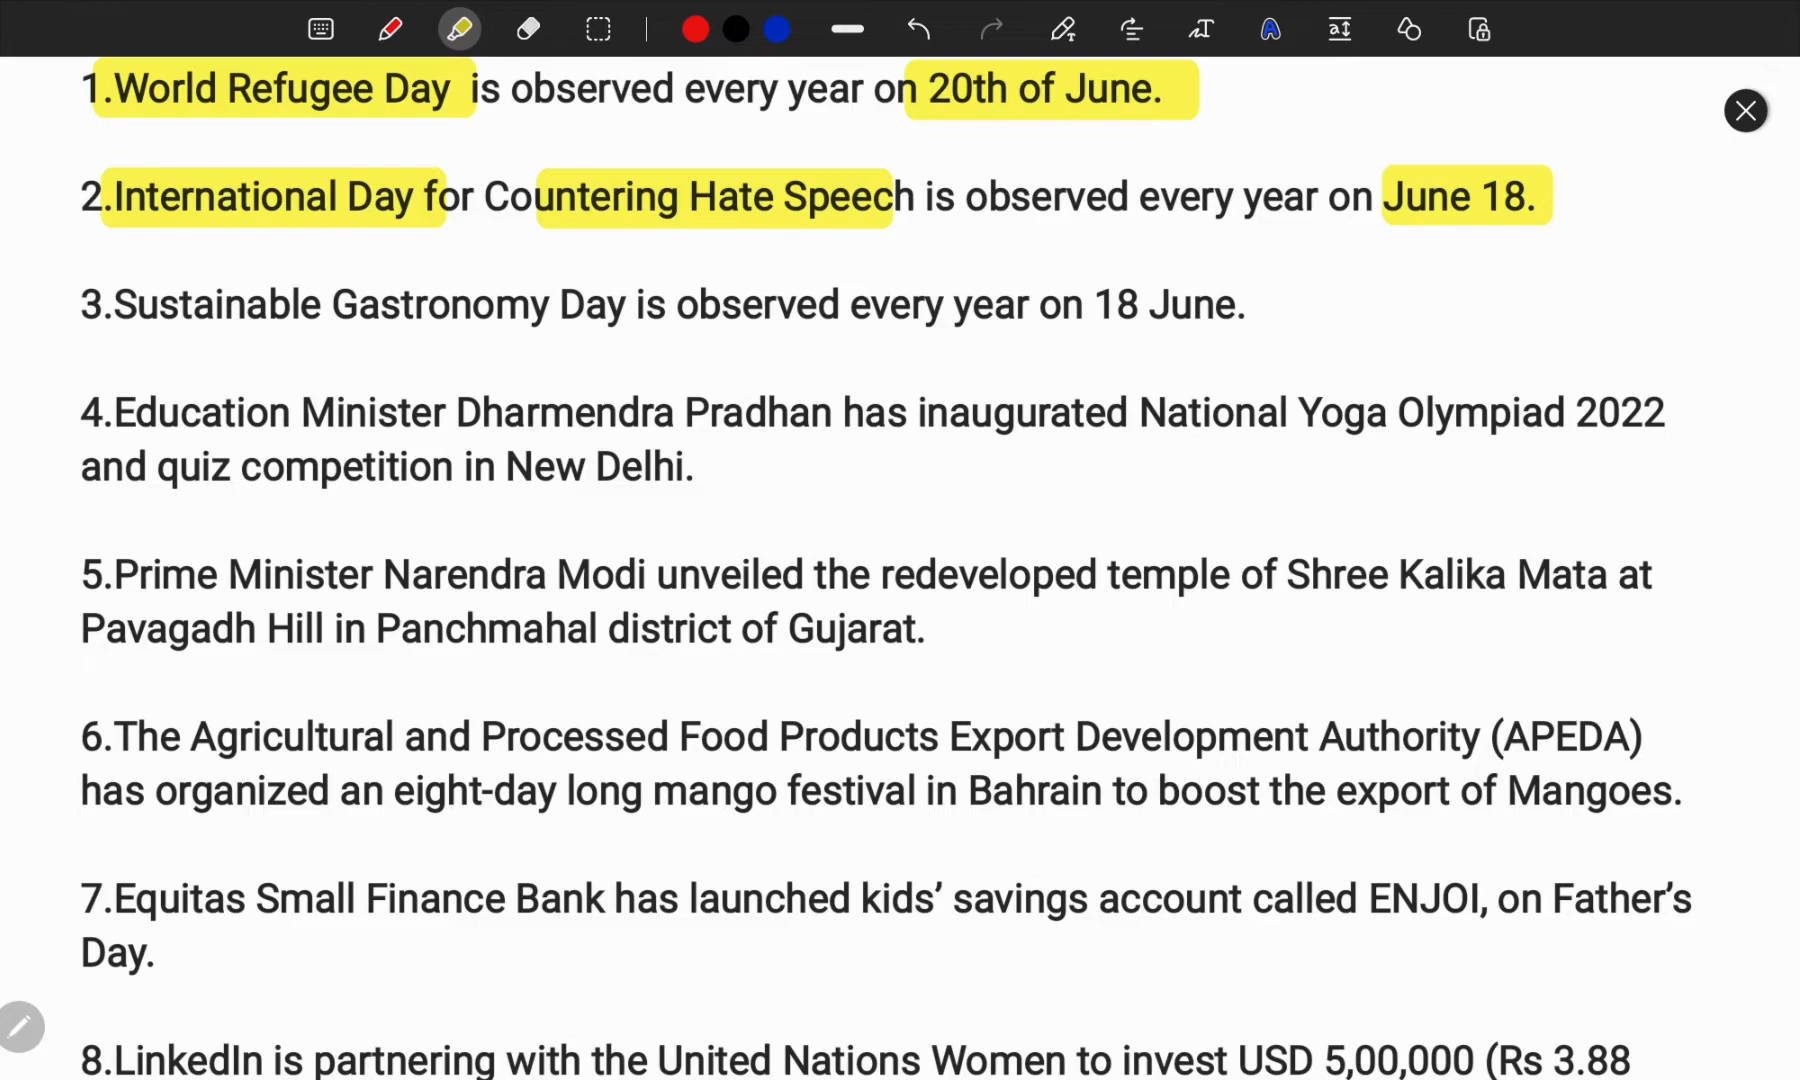 1.World Refugee Day is observed every year on 20th of June.
2.International Day for Countering Hate Speech is observed every year on June 18.
3.Sustainable Gastronomy Day is observed every year on 18 June.
4.Education Minister Dharmendra Pradhan has inaugurated National Yoga Olympiad 2022
and quiz competition in New Delhi.
5.Prime Minister Narendra Modi unveiled the redeveloped temple of Shree Kalika Mata at
Pavagadh Hill in Panchmahal district of Gujarat.
6.The Agricultural and Processed Food Products Export Development Authority (APEDA)
has organized an eight-day long mango festival in Bahrain to boost the export of Mangoes.
7.Equitas Small Finance Bank has launched kids’ savings account called ENJOI, on Father’s
Day.
8.LinkedIn is partnering with the United Nations Women to invest USD 5,00,000 (Rs 3.88